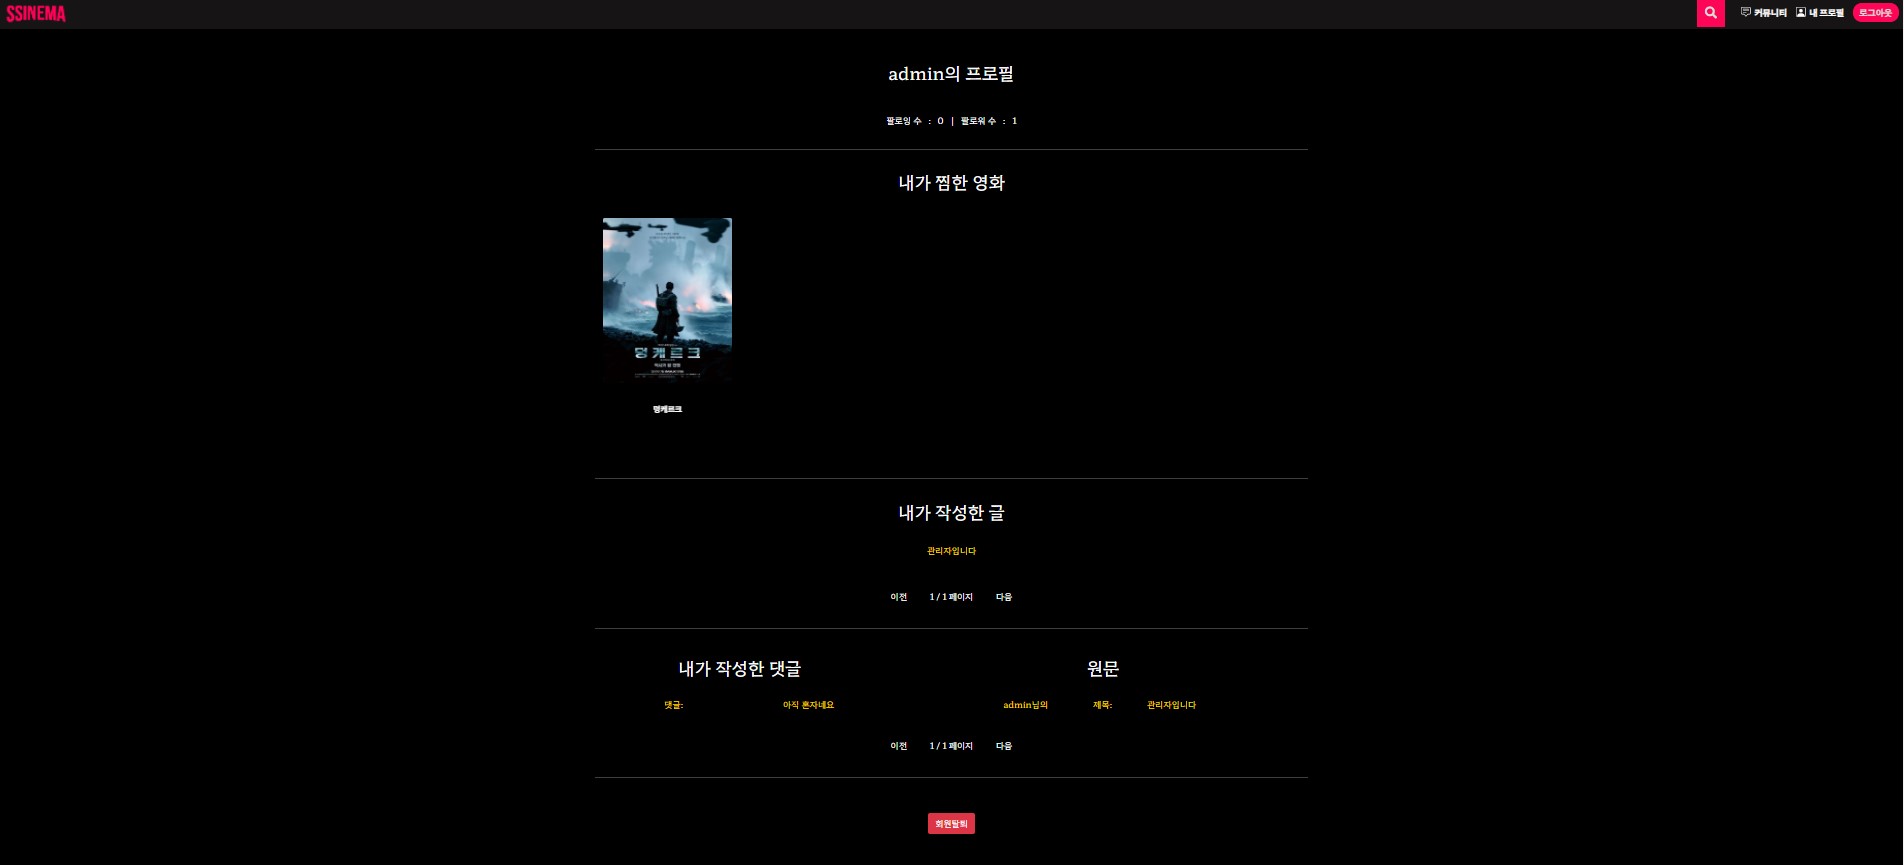 SSINEMA
커뮤니티 내 프로필 로그아웃
admin의 프로필
팔로잉 수 : 0 | 팔로워 수 : 1
내가 찜한 영화
덩케르크
덩케르크
내가 작성한 글
관리자입니다
이전 1 / 1 페이지 다음
내가 작성한 댓글 원문
댓글: 아직 혼자네요 admin님의 제목: 관리자입니다
이전 1 / 1 페이지 다음
회원탈퇴